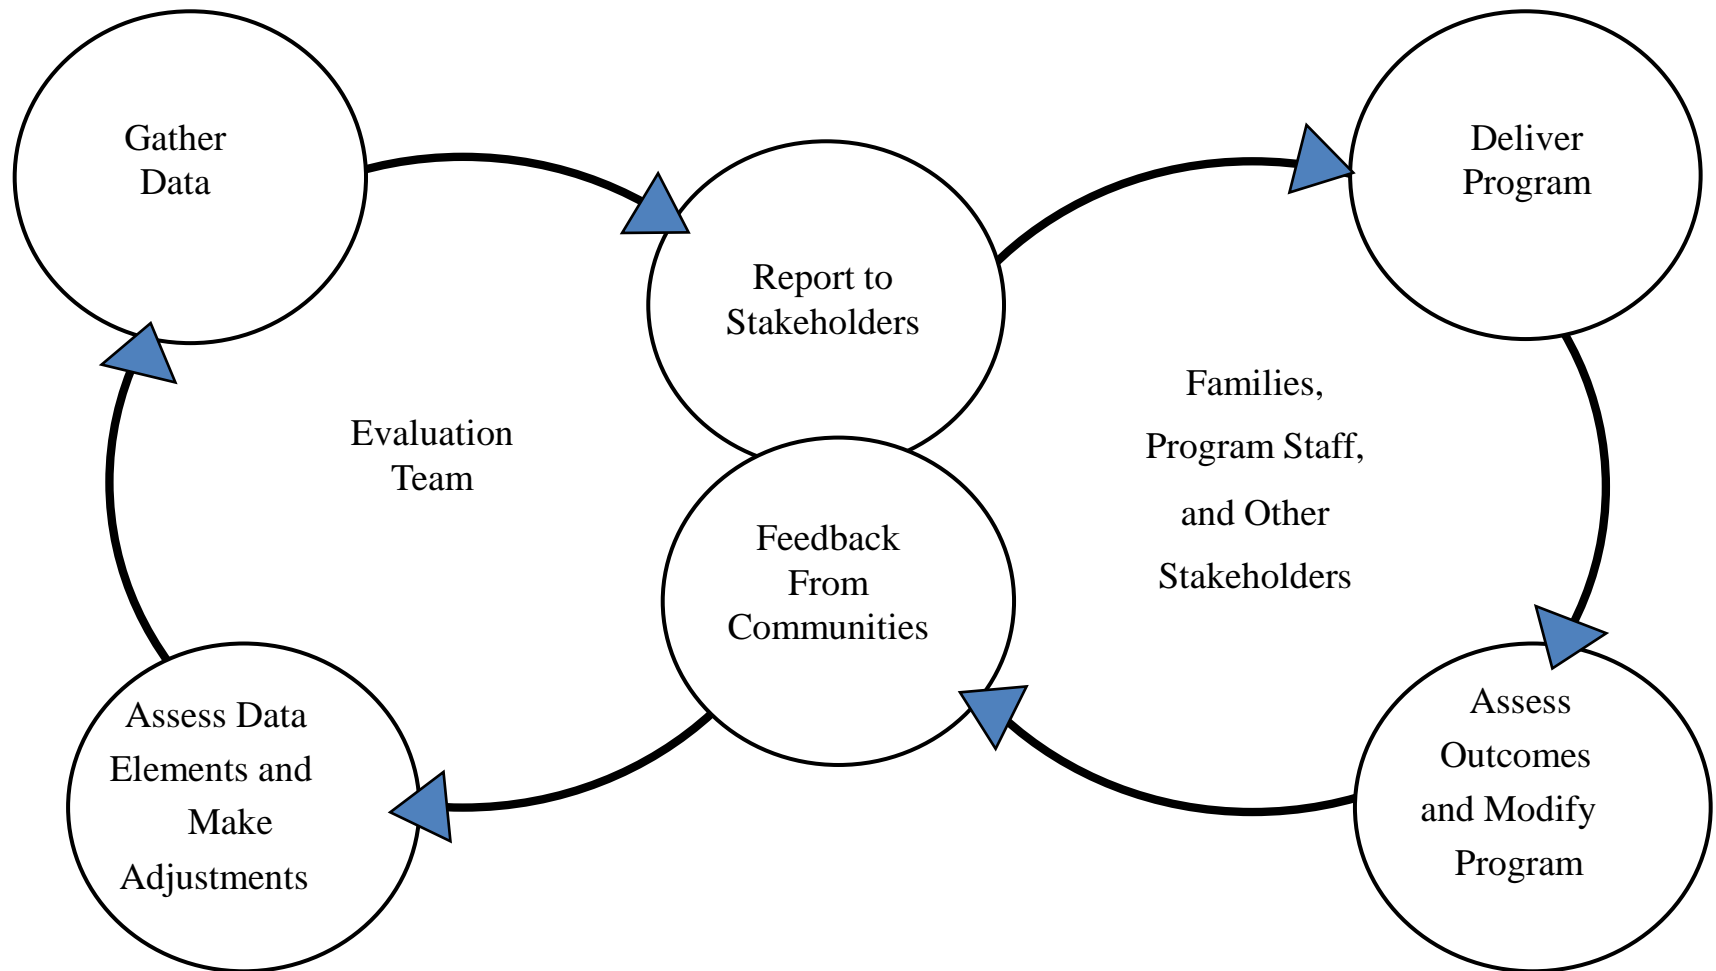 Gather
Data
Report to
Stakeholders
Deliver
Program
Evaluation
Team
Families,
Program Staff,
and Other
Stakeholders
Feedback
From
Communities
Assess Data
Elements and
Make
Adjustments
Assess
Outcomes
and Modify
Program